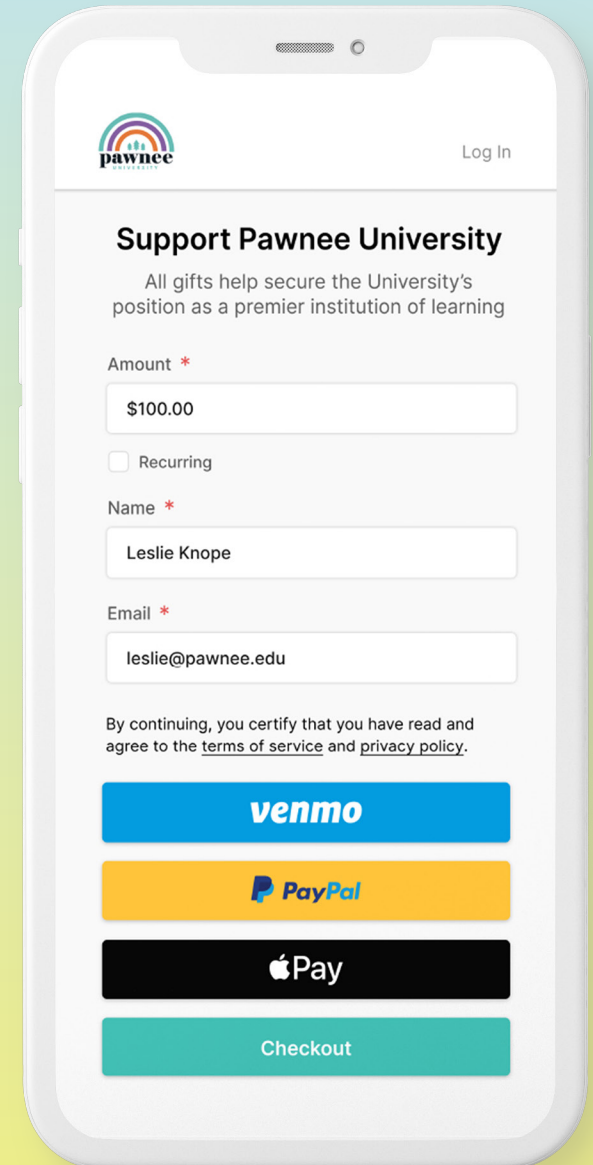 pawnee
UNIVERSITY
Log In
Support Pawnee University
All gifts help secure the University's
position as a premier institution of learning
Amount *
$100.00
Recurring
Name *
Leslie Knope
Email *
leslie@pawnee.edu
By continuing, you certify that you have read and
agree to the terms of service and privacy policy.
venmo
PayPal
Pay
Checkout